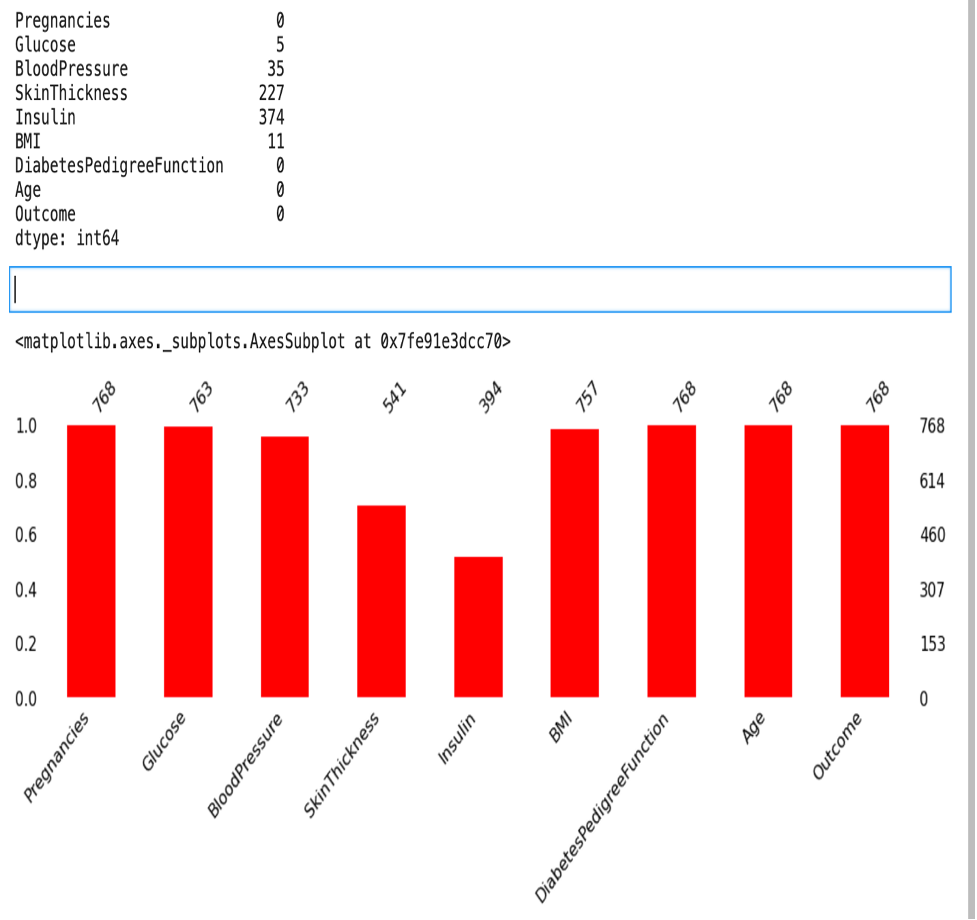 Pregnancies 0
Glucose 5
BloodPressure 35
SkinThickness 227
Insulin 374
BMI 11
DiabetesPedigreeFunction 0
Age 0
Outcome 0
dtype: int64
<matplotlib.axes._subplots.AxesSubplot at 0x7fe91e3dcc70>
768 763 733 541 394 757 768 768 768
1.0 768
0.8 614
0.6 460
0.4 307
0.2 153
0.0 0
Pregnancies Glucose BloodPressure SkinThickness Insulin BMI DiabetesPedigreeFunction Age Outcome